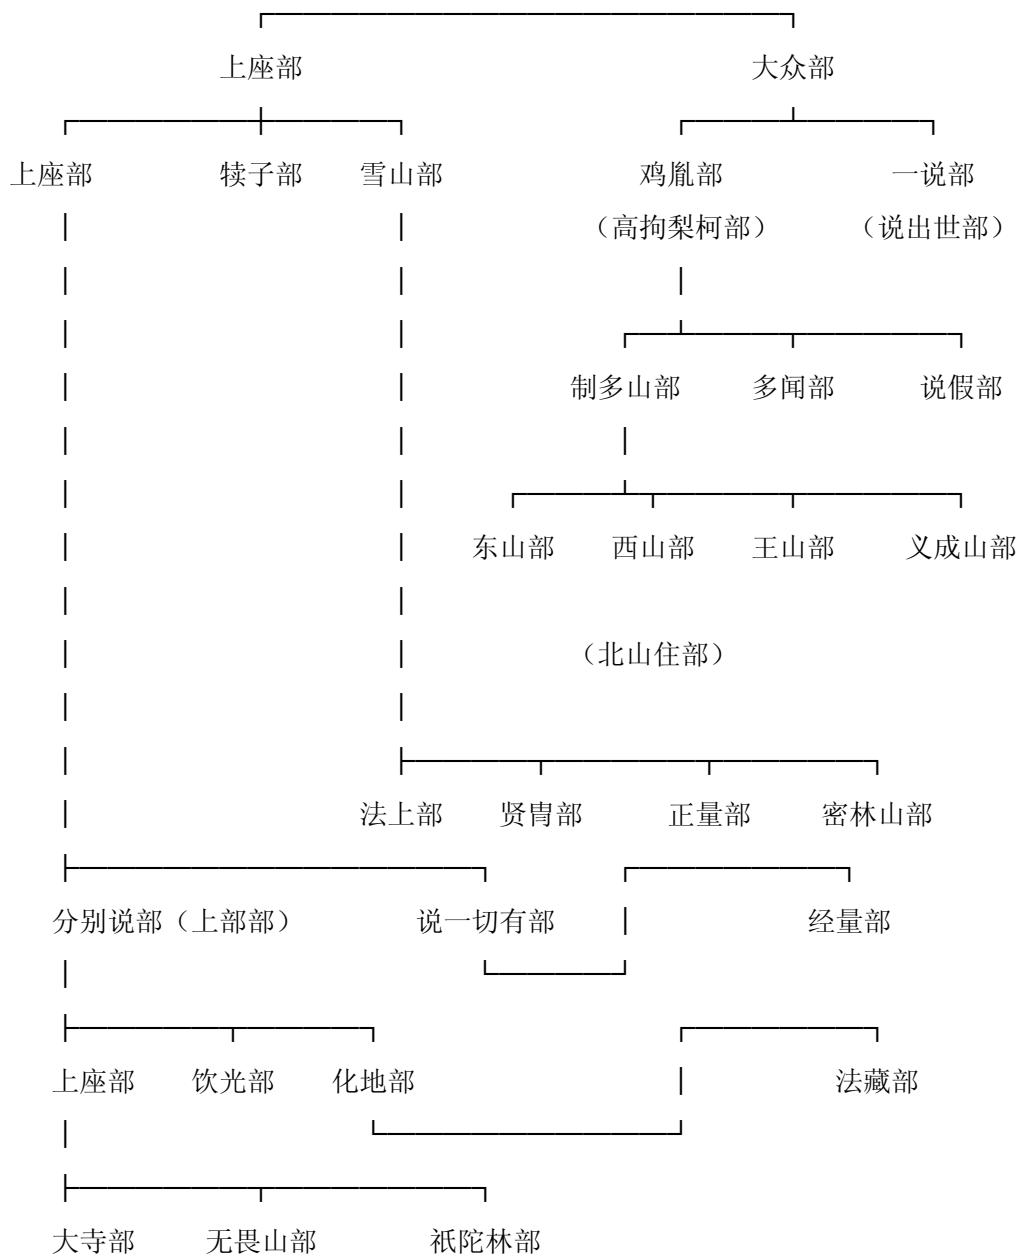 上座部 大众部
上座部 犊子部 雪山部 鸡胤部 一说部
（高拘梨柯部） （说出世部）
制多山部 多闻部 说假部
东山部 西山部 王山部 义成山部
（北山住部）
法上部 贤胄部 正量部 密林山部
分别说部（上部部） 说一切有部 经量部
上座部 饮光部 化地部 法藏部
大寺部 无畏山部 祇陀林部